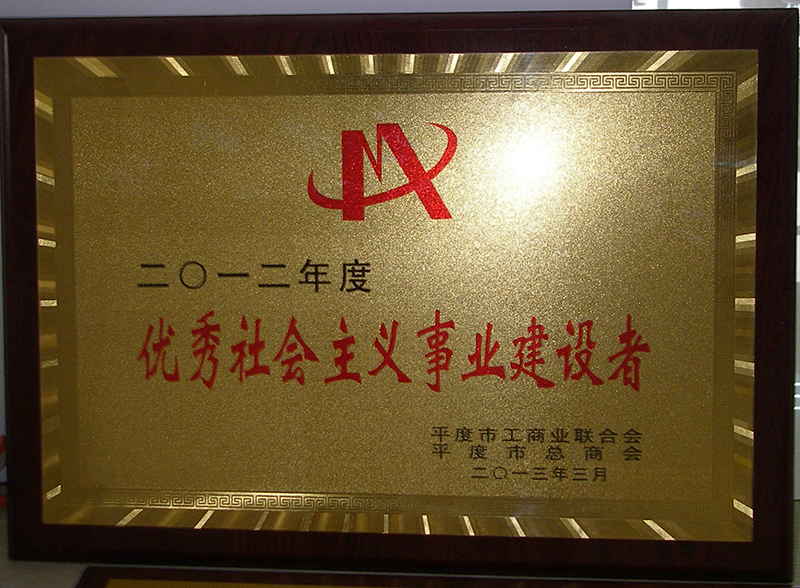 二〇一二年度
优秀社会主义事业建设者
平度市工商业联合会
平度市总商会
二〇一三年三月